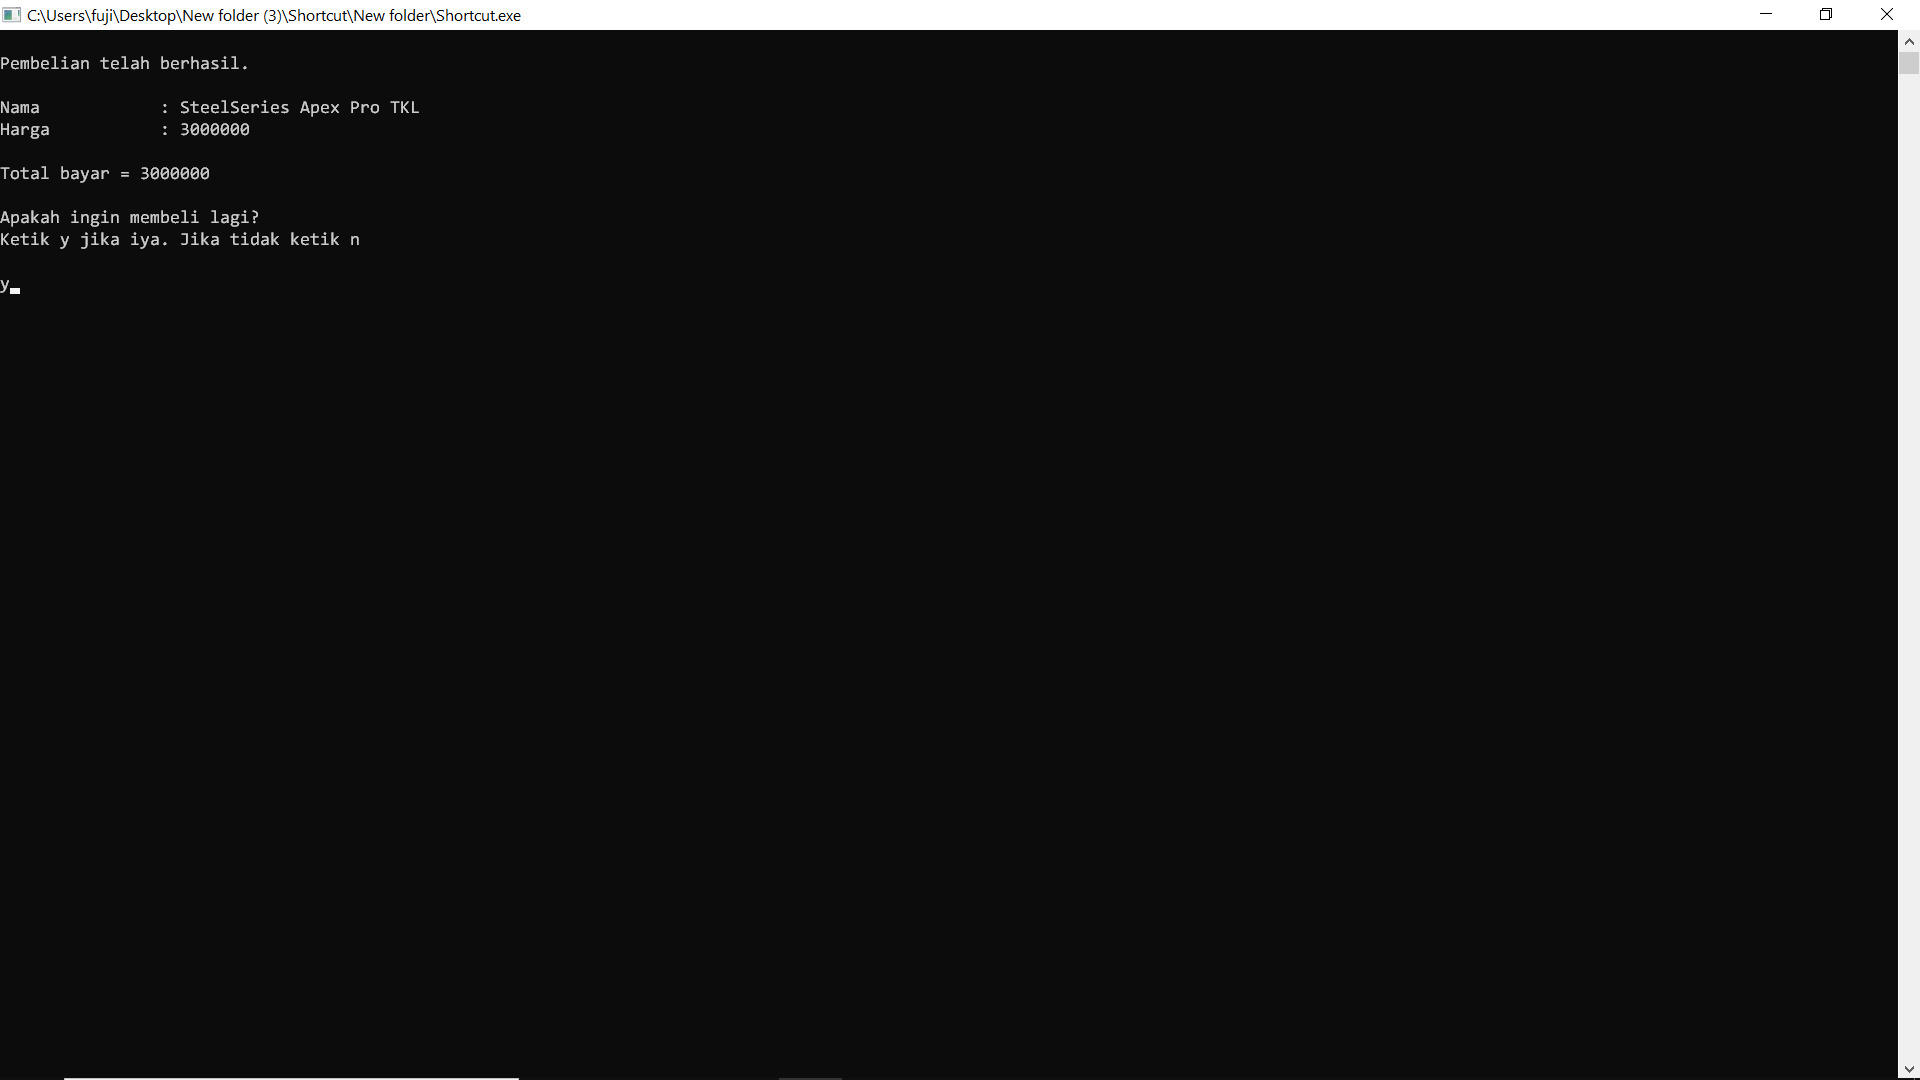 C:\Users\fuji\Desktop\New folder (3)\Shortcut\New folder\Shortcut.exe
Pembelian telah berhasil.
Nama : SteelSeries Apex Pro TKL
Harga : 3000000
Total bayar = 3000000
Apakah ingin membeli lagi?
Ketik y jika iya. Jika tidak ketik n
y